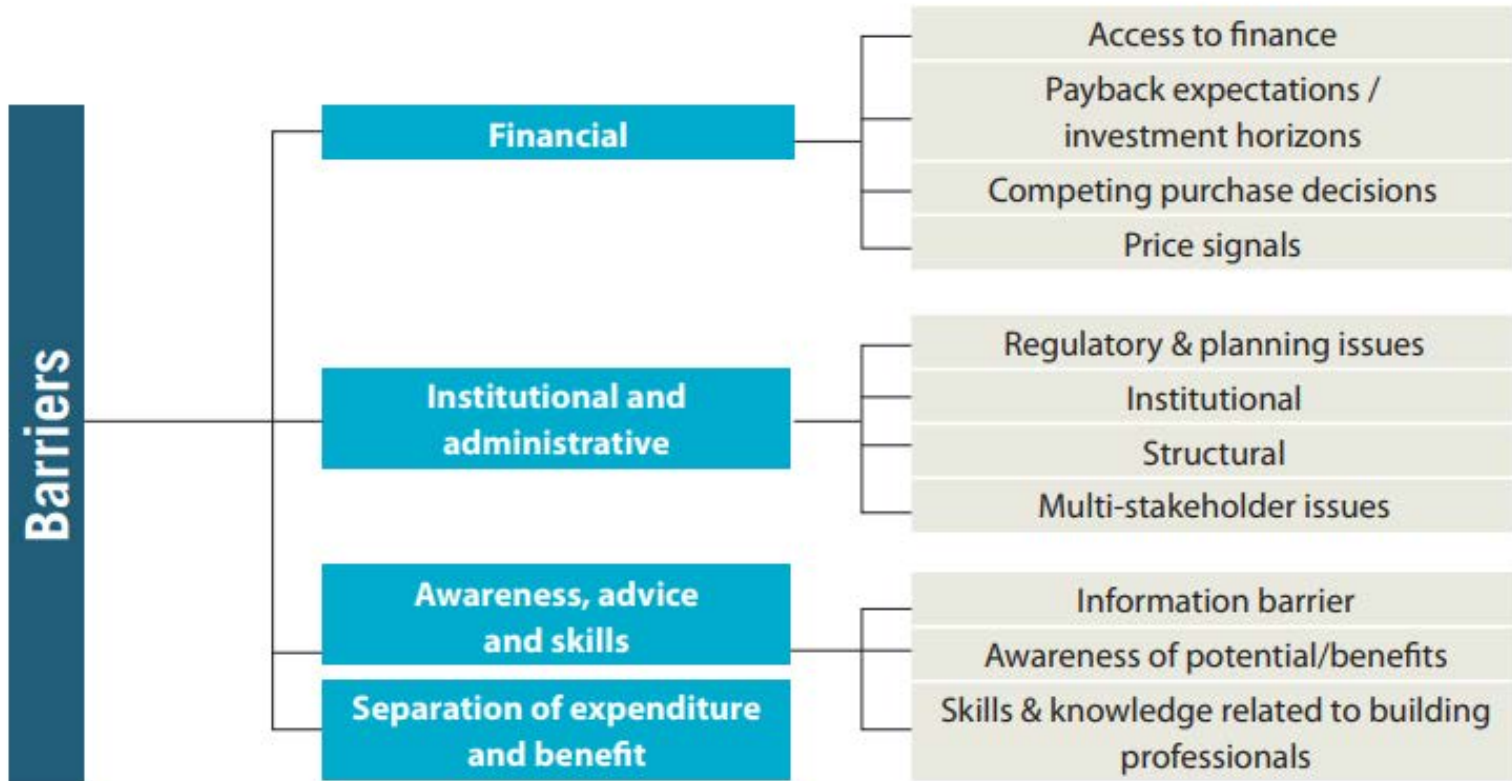 Barriers
Financial
Access to finance
Payback expectations /
investment horizons
Competing purchase decisions
Price signals
Institutional and
administrative
Regulatory & planning issues
Institutional
Structural
Multi-stakeholder issues
Awareness, advice
and skills
Information barrier
Awareness of potential/benefits
Skills & knowledge related to building
professionals
Separation of expenditure
and benefit